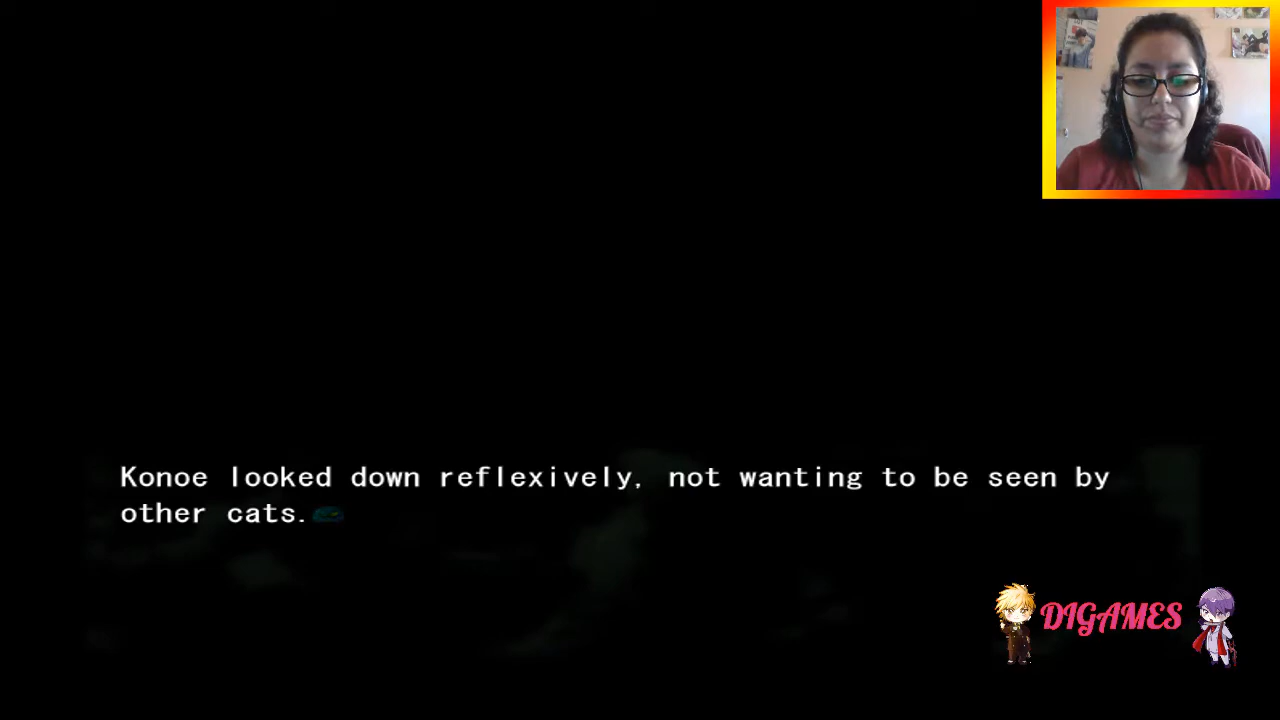 Konoe looked down reflexively, not wanting to be seen by
other cats.
DIGAMES